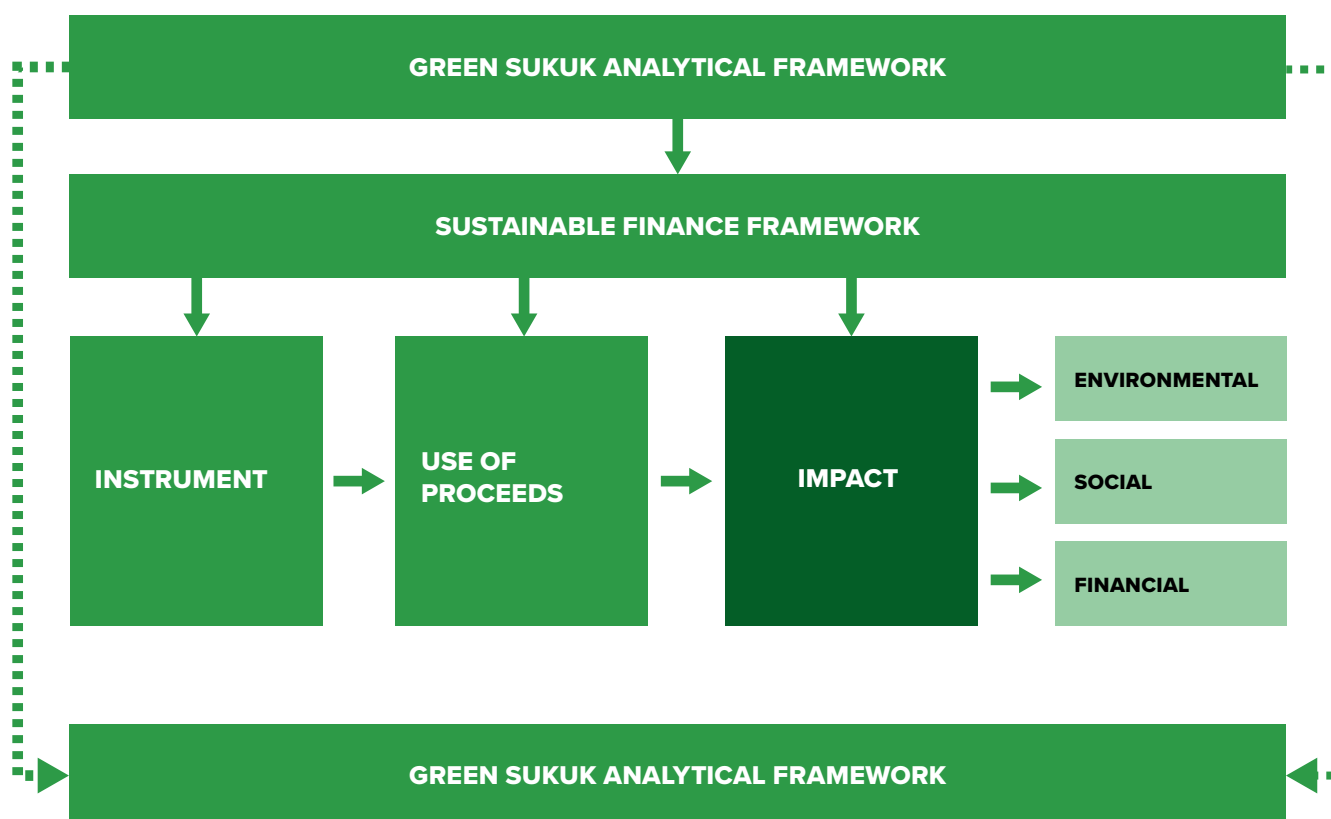 GREEN SUKUK ANALYTICAL FRAMEWORK
SUSTAINABLE FINANCE FRAMEWORK
INSTRUMENT
USE OF
PROCEEDS
IMPACT
ENVIRONMENTAL
SOCIAL
FINANCIAL
GREEN SUKUK ANALYTICAL FRAMEWORK